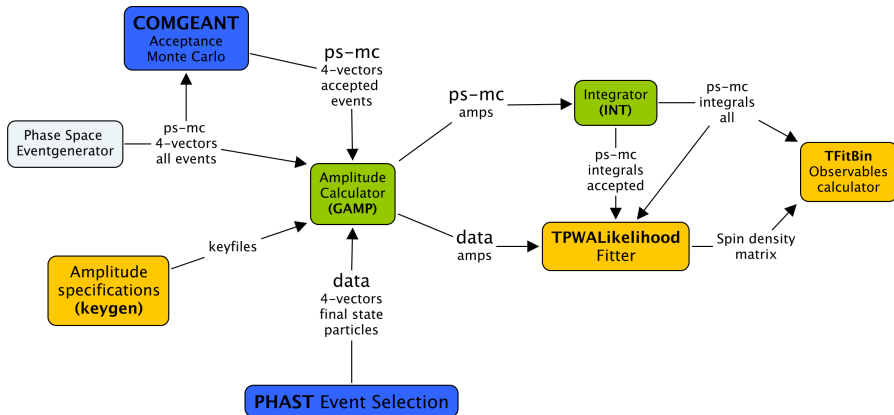 COMGEANT
Acceptance
Monte Carlo
ps-mc
4-vectors
accepted
events
Phase Space
Eventgenerator
ps-mc
4-vectors
all events
Amplitude
Calculator
(GAMP)
ps-mc
amps
Integrator
(INT)
ps-mc
integrals
all
ps-mc
integrals
accepted
TFitBin
Observables
calculator
keyfiles
Amplitude
specifications
(keygen)
data
4-vectors
final state
particles
data
amps
TPWALikelihood
Fitter
Spin density
matrix
PHAST Event Selection